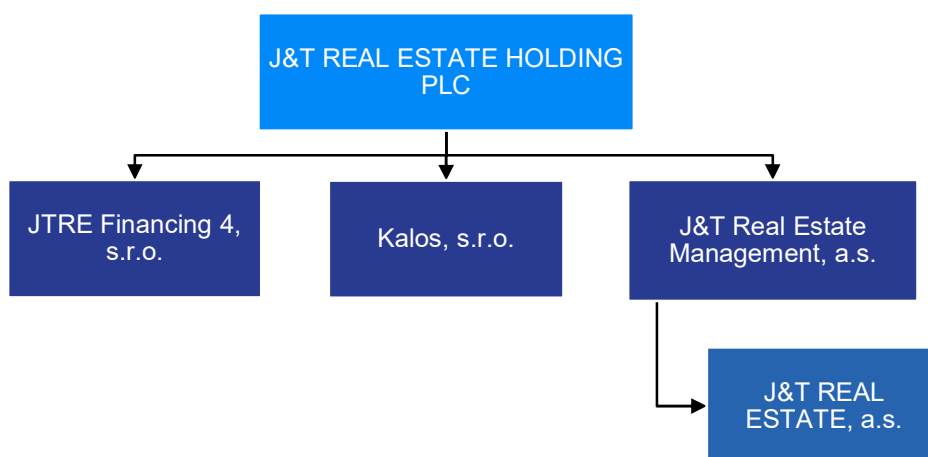 J&T REAL ESTATE HOLDING
PLC
JTRE Financing 4,
s.r.o.
Kalos, s.r.o.
J&T Real Estate
Management, a.s.
J&T REAL
ESTATE, a.s.